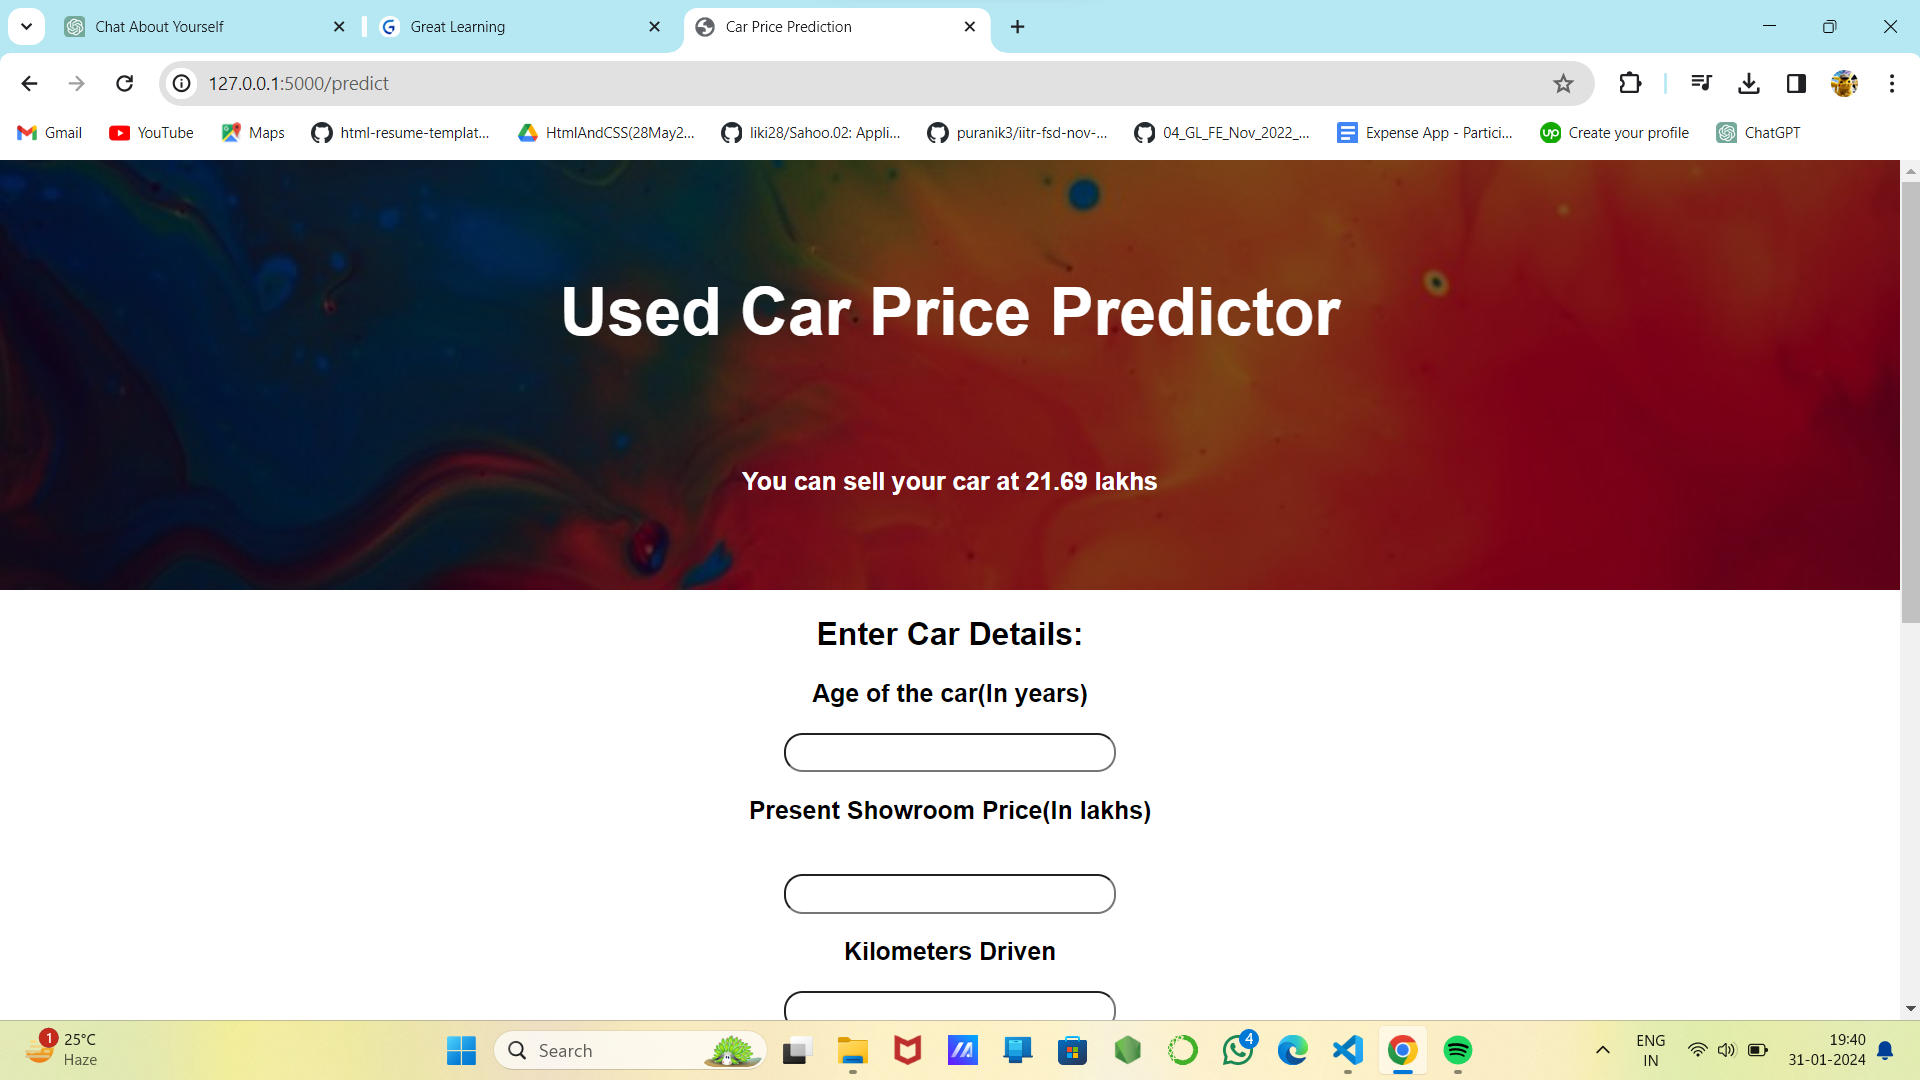 Chat About Yourself
Great Learning
Car Price Prediction
127.0.0.1:5000/predict
Gmail
YouTube
Maps
html-resume-templat...
HtmlAndCSS(28May2...
liki28/Sahoo.02: Appli...
puranik3/iitr-fsd-nov-...
04_GL_FE_Nov_2022_...
Expense App - Partici...
up Create your profile
ChatGPT
Used Car Price Predictor
You can sell your car at 21.69 lakhs
Enter Car Details:
Age of the car(In years)
Present Showroom Price(In lakhs)
Kilometers Driven
1
25°C
Haze
Search
4
ENG
IN
19:40
31-01-2024